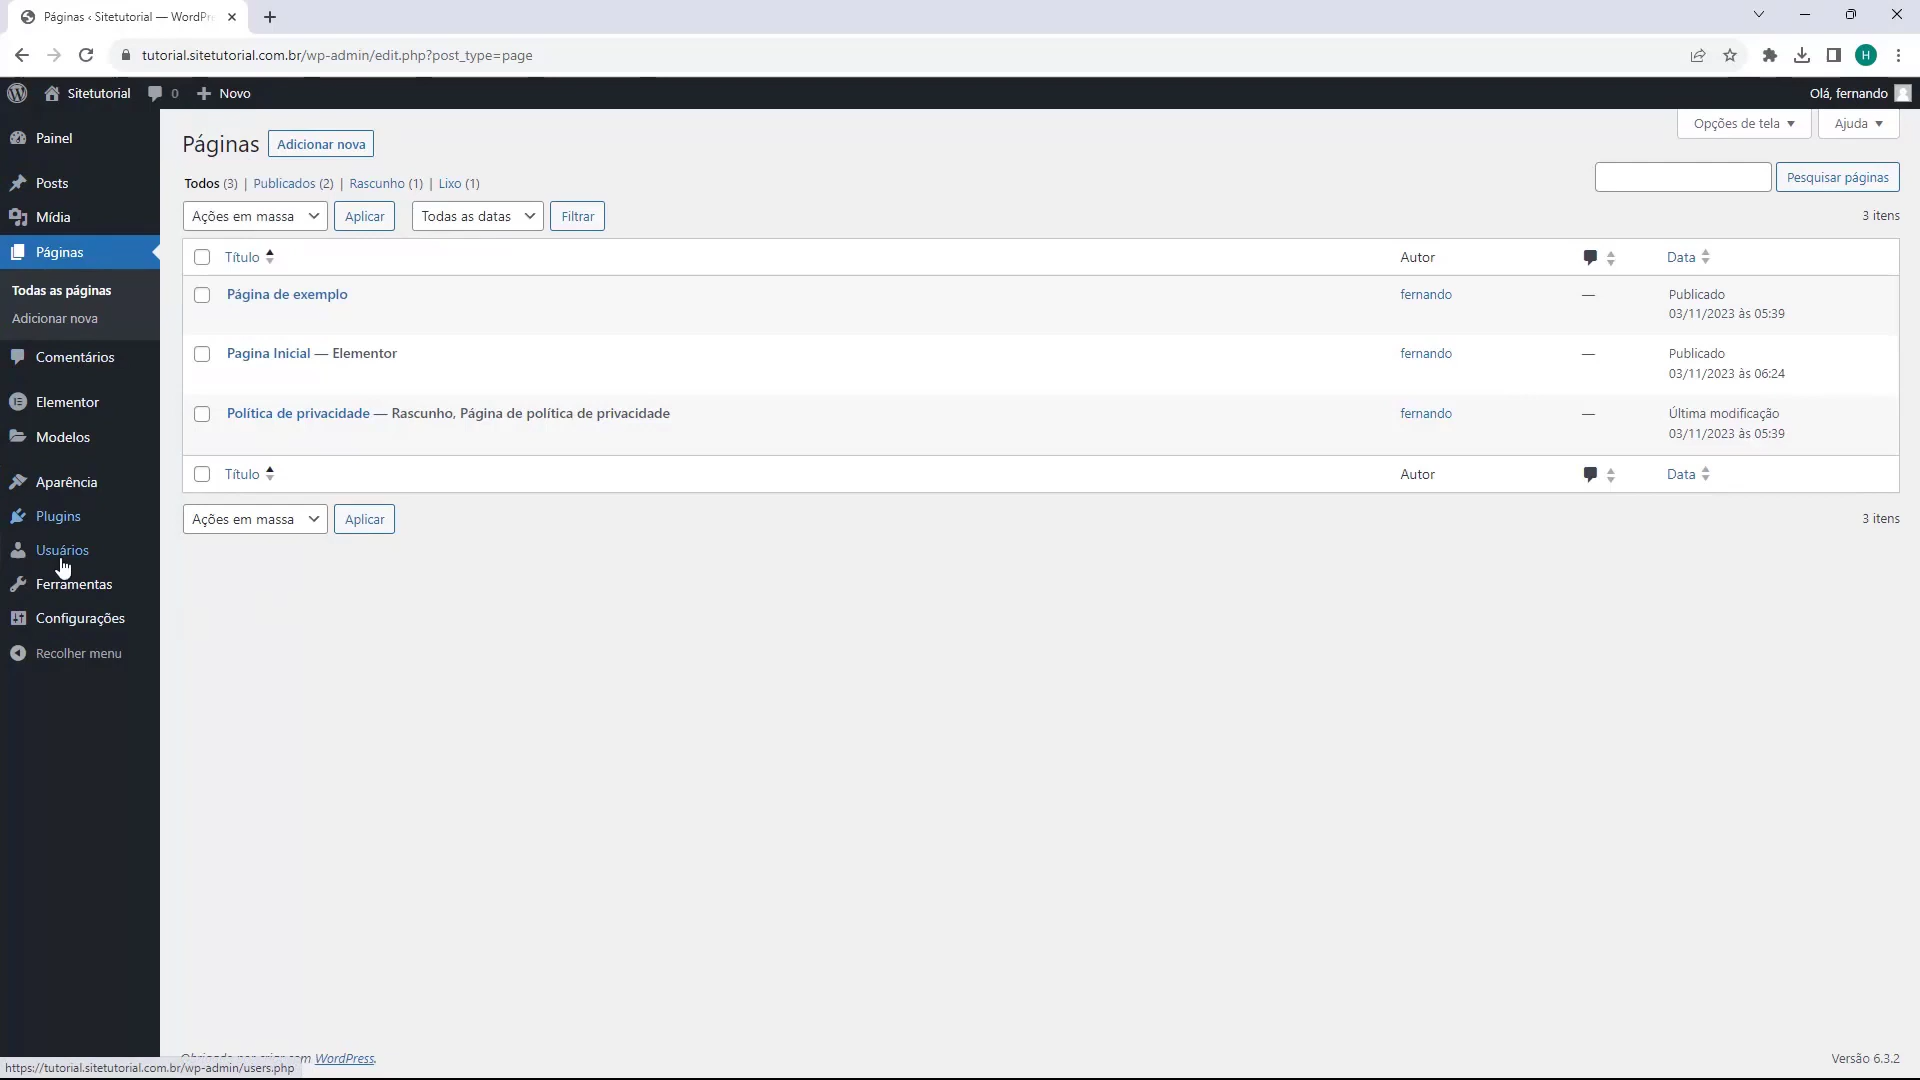 Páginas ‹ Sitetutorial — WordPr
tutorial.sitetutorial.com.br/wp-admin/edit.php?post_type=page
H
Sitetutorial 0 Novo
Olá, fernando
Painel
Posts
Mídia
Páginas
Todas as páginas
Adicionar nova
Comentários
Elementor
Modelos
Aparência
Plugins
Usuários
Ferramentas
Configurações
Recolher menu
Páginas Adicionar nova
Opções de tela Ajuda
Todos (3) | Publicados (2) | Rascunho (1) | Lixo (1)
Pesquisar páginas
Ações em massa Aplicar Todas as datas Filtrar
3 itens
Título Autor Data
Página de exemplo fernando — Publicado
03/11/2023 às 05:39
Pagina Inicial — Elementor fernando — Publicado
03/11/2023 às 06:24
Política de privacidade — Rascunho, Página de política de privacidade fernando — Última modificação
03/11/2023 às 05:39
Título Autor Data
Ações em massa Aplicar
3 itens
Obrigado por criar com WordPress.
Versão 6.3.2
https://tutorial.sitetutorial.com.br/wp-admin/users.php